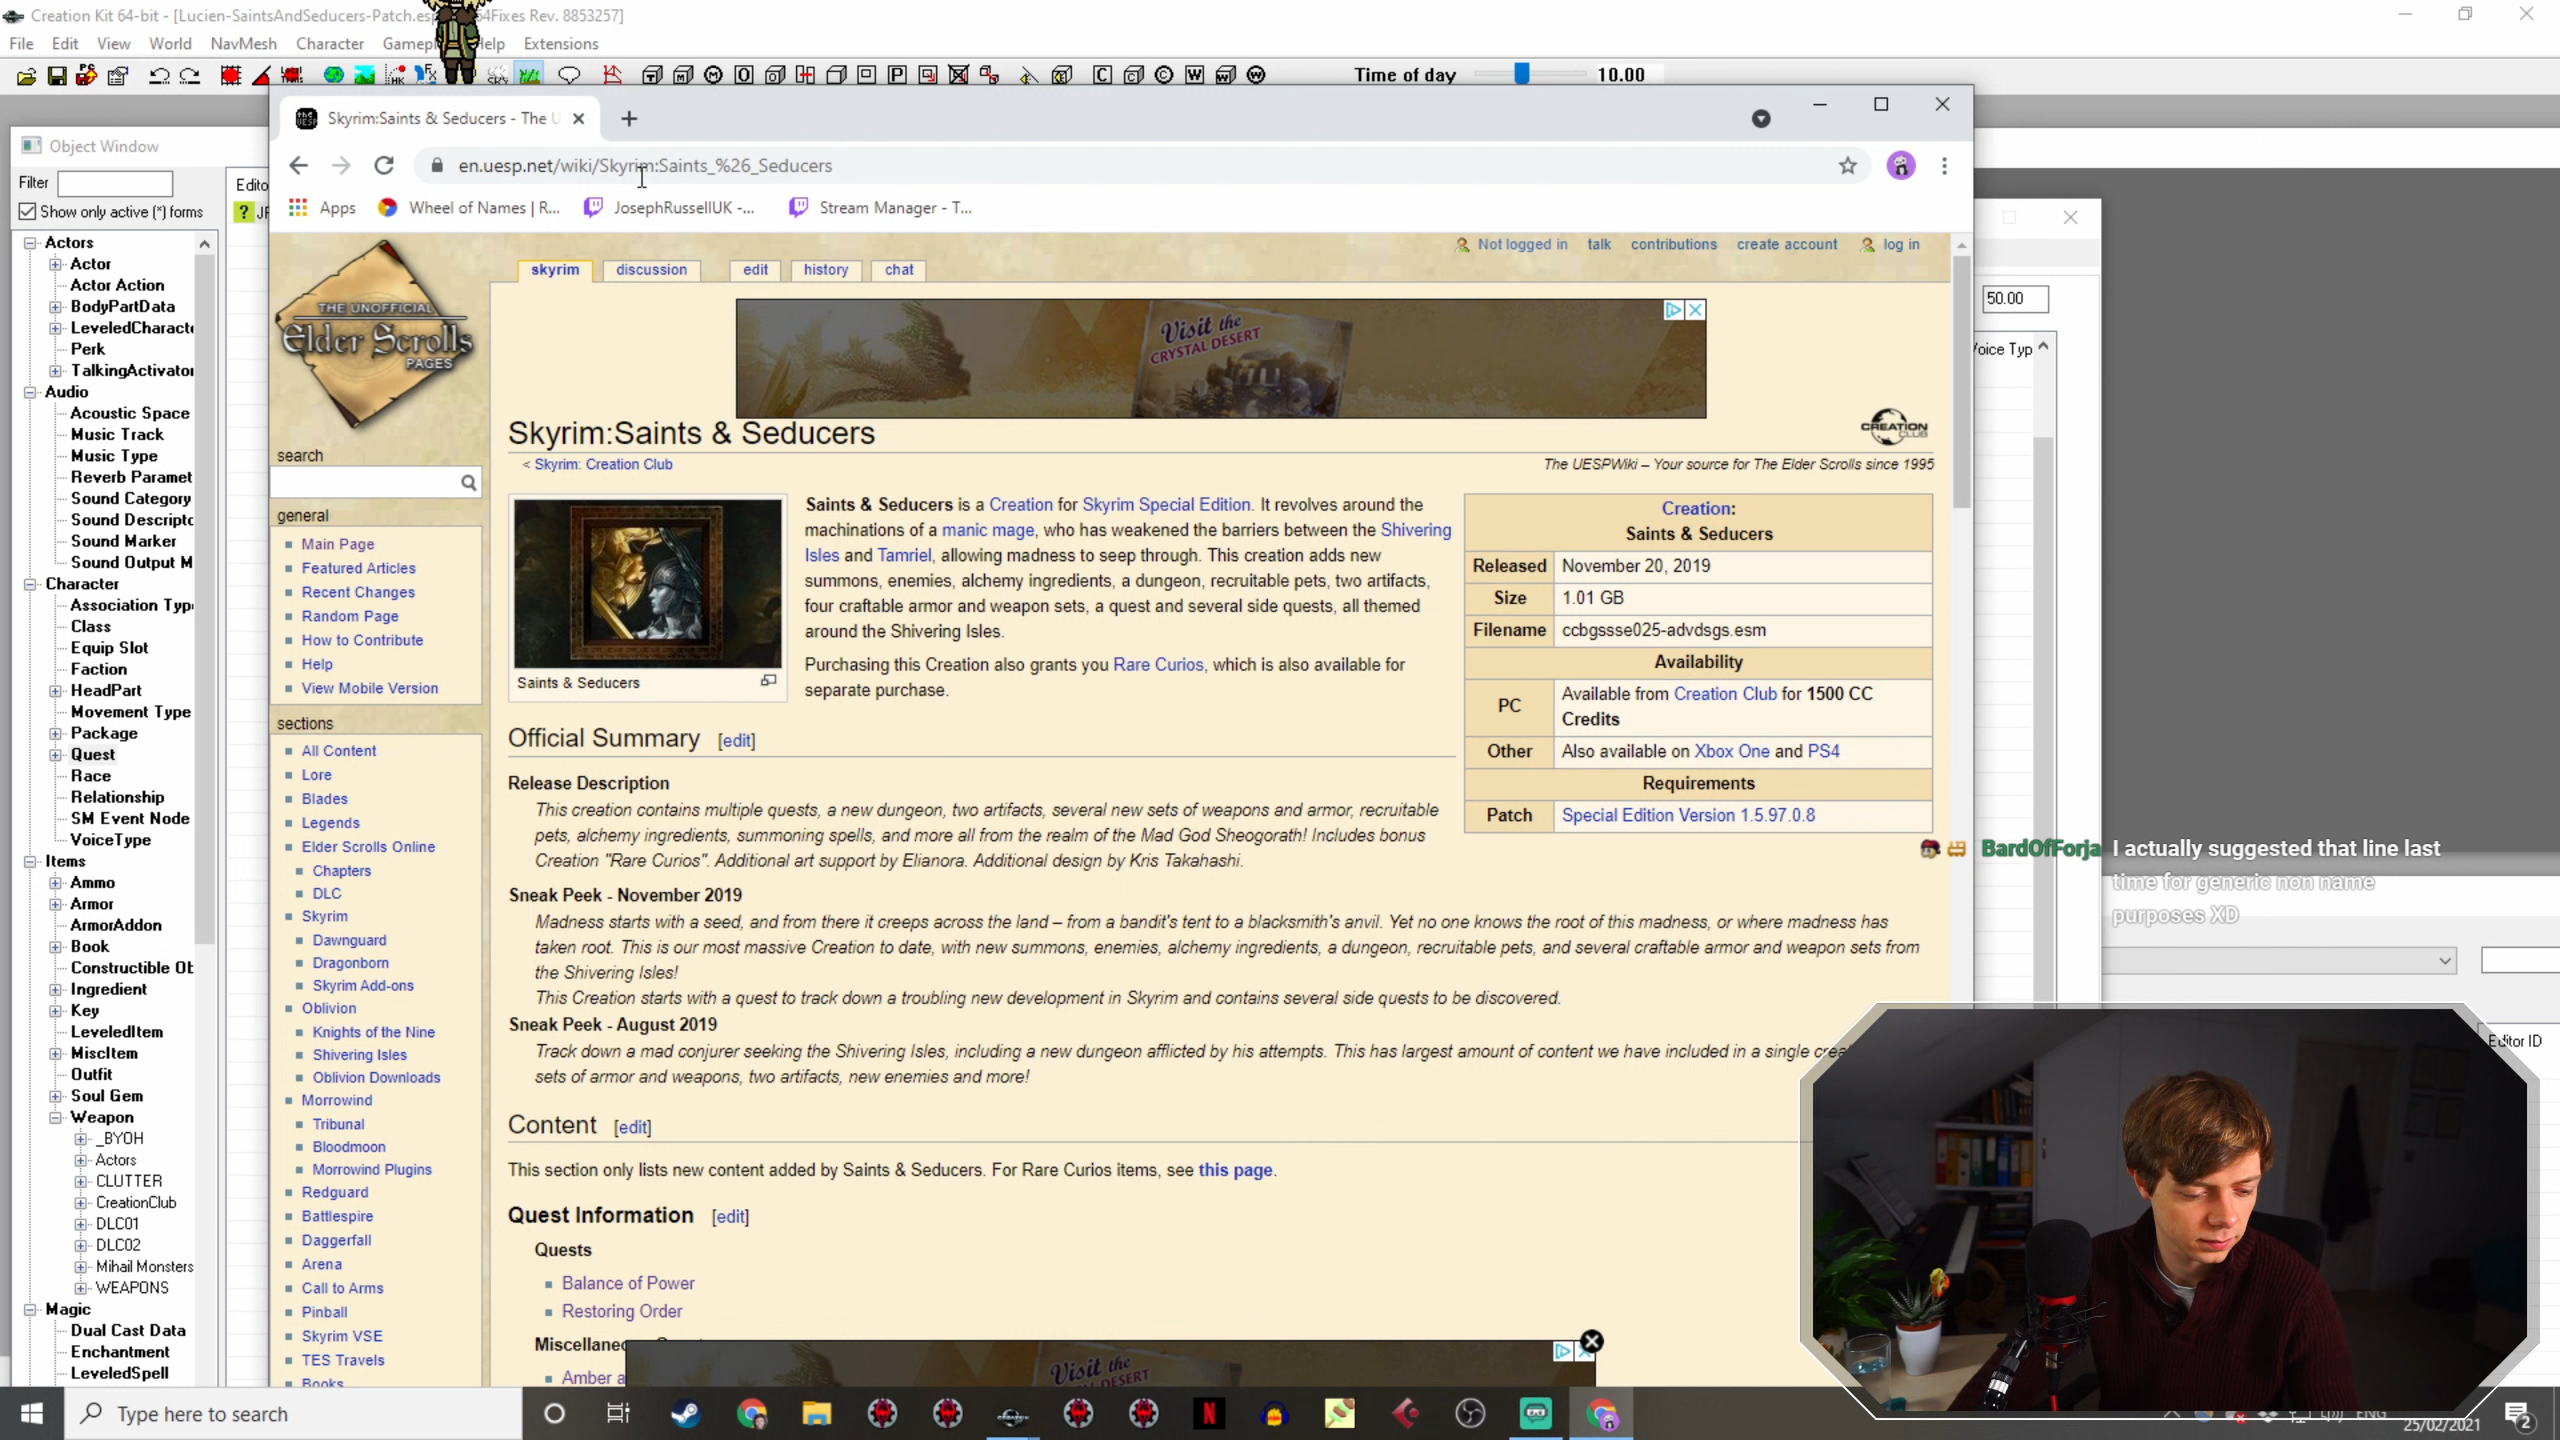 Creation Kit 64-bit - [Lucien-SaintsAndSeducers-Patch.esp 64Fixes Rev. 8853257]
File Edit View World NavMesh Character Help Extensions
Time of day 10.00
Object Window
Filter
Show only active (*) forms
Actors
Actor
Actor Action
BodyPartData
LeveledCharact
Perk
TalkingActivato
Audio
Acoustic Space
Music Track
Music Type
Reverb Paramet
Sound Category
Sound Descripto
Sound Marker
Sound Output M
Character
Association Typ
Class
Equip Slot
Faction
HeadPart
Movement Type
Package
Quest
Race
Relationship
SM Event Node
VoiceType
Items
Ammo
Armor
ArmorAddon
Book
Constructible Ob
Ingredient
Key
LeveledItem
MiscItem
Outfit
Soul Gem
Weapon
_BYOH
Actors
CLUTTER
CreationClub
DLC01
DLC02
Mihail Monsters
WEAPONS
Magic
Dual Cast Data
Enchantment
LeveledSpell
Edito
Skyrim:Saints & Seducers - The U
en.uesp.net/wiki/Skyrim:Saints_%26_Seducers
Apps Wheel of Names | R... JosephRussellUK -... Stream Manager - T...
Not logged in talk contributions create account log in
skyrim discussion edit history chat
THE UNOFFICIAL
Elder Scrolls
PAGES
search
general
Main Page
Featured Articles
Recent Changes
Random Page
How to Contribute
Help
View Mobile Version
sections
All Content
Lore
Blades
Legends
Elder Scrolls Online
Chapters
DLC
Skyrim
Dawnguard
Dragonborn
Skyrim Add-ons
Oblivion
Knights of the Nine
Shivering Isles
Oblivion Downloads
Morrowind
Tribunal
Bloodmoon
Morrowind Plugins
Redguard
Battlespire
Daggerfall
Arena
Call to Arms
Pinball
Skyrim VSE
TES Travels
Books
Visit the
CRYSTAL DESERT
Skyrim:Saints & Seducers
CREATION
CLUB
< Skyrim: Creation Club
The UESPWiki – Your source for The Elder Scrolls since 1995
Saints & Seducers
Saints & Seducers is a Creation for Skyrim Special Edition. It revolves around the
machinations of a manic mage, who has weakened the barriers between the Shivering
Isles and Tamriel, allowing madness to seep through. This creation adds new
summons, enemies, alchemy ingredients, a dungeon, recruitable pets, two artifacts,
four craftable armor and weapon sets, a quest and several side quests, all themed
around the Shivering Isles.
Purchasing this Creation also grants you Rare Curios, which is also available for
separate purchase.
Creation:
Saints & Seducers
Released November 20, 2019
Size 1.01 GB
Filename ccbgssse025-advdsgs.esm
Availability
PC Available from Creation Club for 1500 CC
Credits
Other Also available on Xbox One and PS4
Requirements
Patch Special Edition Version 1.5.97.0.8
Official Summary [edit]
Release Description
This creation contains multiple quests, a new dungeon, two artifacts, several new sets of weapons and armor, recruitable
pets, alchemy ingredients, summoning spells, and more all from the realm of the Mad God Sheogorath! Includes bonus
Creation "Rare Curios". Additional art support by Elianora. Additional design by Kris Takahashi.
Sneak Peek - November 2019
Madness starts with a seed, and from there it creeps across the land – from a bandit's tent to a blacksmith's anvil. Yet no one knows the root of this madness, or where madness has
taken root. This is our most massive Creation to date, with new summons, enemies, alchemy ingredients, a dungeon, recruitable pets, and several craftable armor and weapon sets from
the Shivering Isles!
This Creation starts with a quest to track down a troubling new development in Skyrim and contains several side quests to be discovered.
Sneak Peek - August 2019
Track down a mad conjurer seeking the Shivering Isles, including a new dungeon afflicted by his attempts. This has largest amount of content we have included in a single
sets of armor and weapons, two artifacts, new enemies and more!
Content [edit]
This section only lists new content added by Saints & Seducers. For Rare Curios items, see this page.
Quest Information [edit]
Quests
Balance of Power
Restoring Order
Amber a
Visit the
50.00
Voice Typ
BardOfForja I actually suggested that line last
time for generic non name
purposes XD
Editor ID
Type here to search
ENG
25/02/2021
2